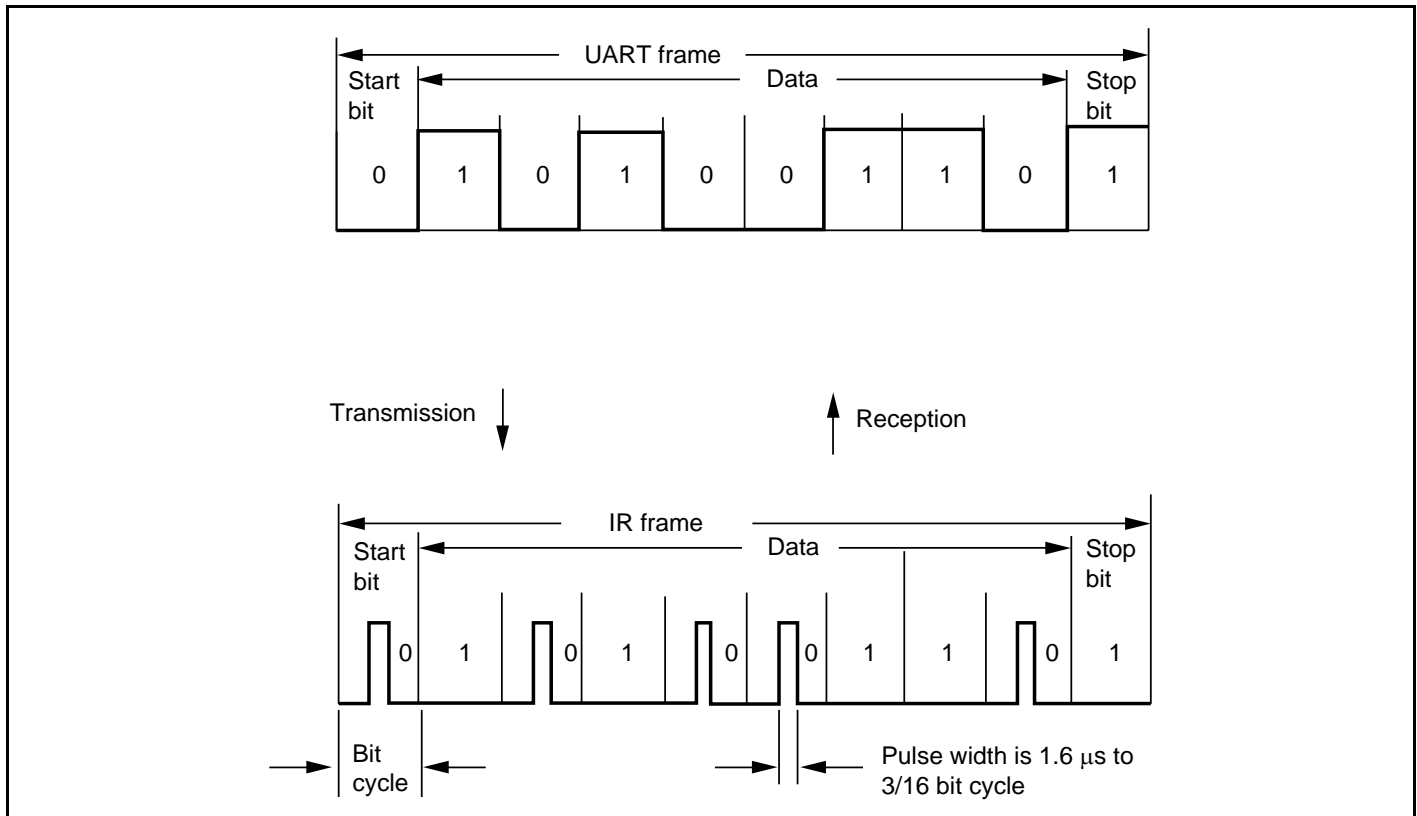 UART frame
Start
bit
Data
Stop
bit
0 1 0 1 0 0 1 1 0 1
Transmission
Reception
IR frame
Start
bit
Data
Stop
bit
0 1 0 1 0 0 1 1 0 1
Bit
cycle
Pulse width is 1.6 μs to
3/16 bit cycle